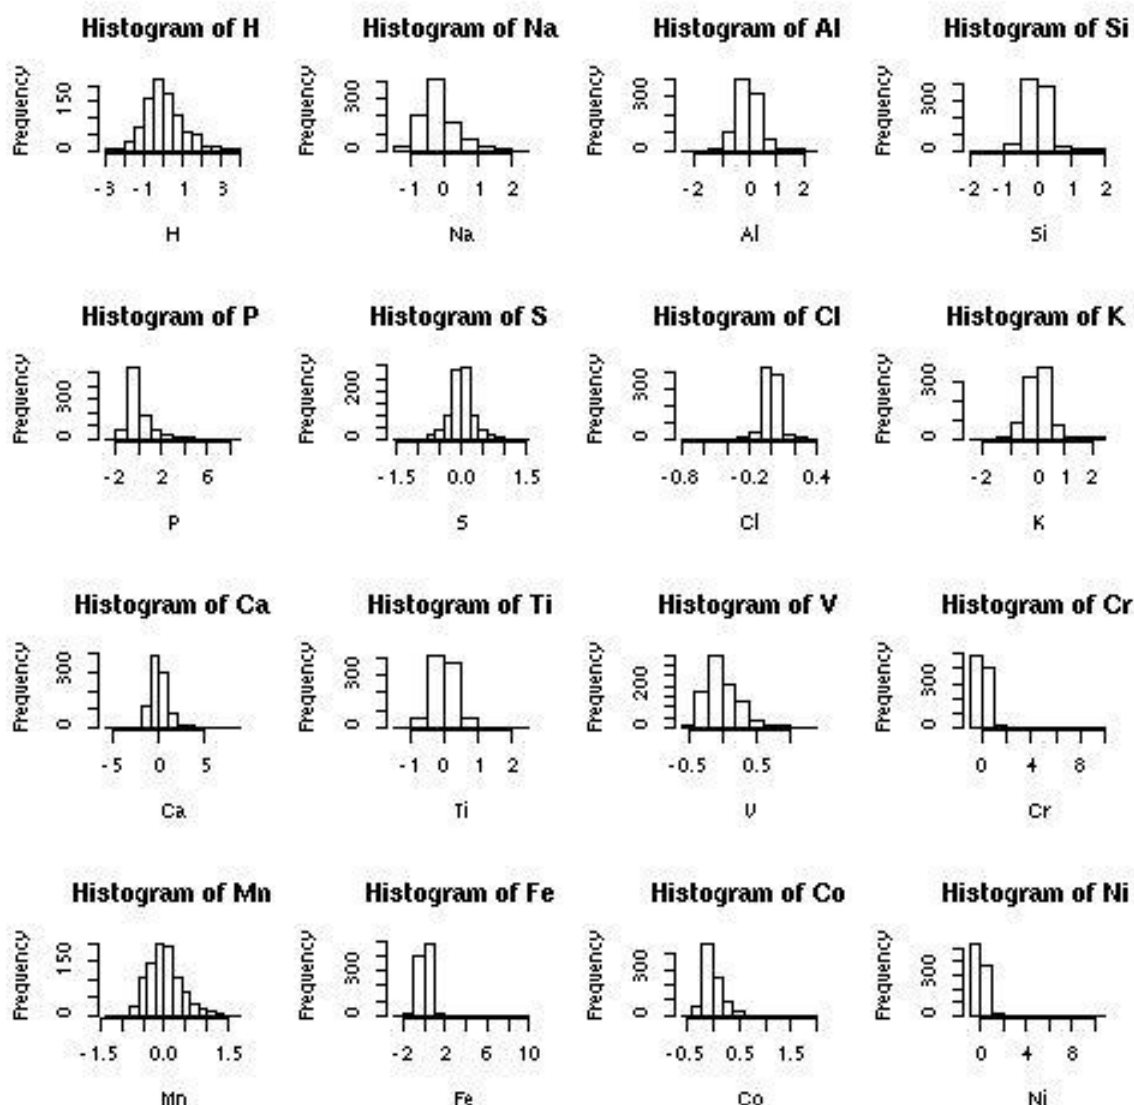 Histogram of H
Frequency
150
0
-3 -1 1 3
H
Histogram of Na
Frequency
300
0
-1 0 1 2
Na
Histogram of Al
Frequency
300
0
-2 0 1 2
Al
Histogram of Si
Frequency
300
0
-2 -1 0 1 2
Si
Histogram of P
Frequency
300
0
-2 2 6
P
Histogram of S
Frequency
200
0
-1.5 0.0 1.5
S
Histogram of Cl
Frequency
300
0
-0.8 -0.2 0.4
Cl
Histogram of K
Frequency
300
0
-2 0 1 2
K
Histogram of Ca
Frequency
300
0
-5 0 5
Ca
Histogram of Ti
Frequency
300
0
-1 0 1 2
Ti
Histogram of V
Frequency
200
0
-0.5 0.5
V
Histogram of Cr
Frequency
300
0
0 4 8
Cr
Histogram of Mn
Frequency
150
0
-1.5 0.0 1.5
Mn
Histogram of Fe
Frequency
300
0
-2 2 6 10
Fe
Histogram of Co
Frequency
300
0
-0.5 0.5 1.5
Co
Histogram of Ni
Frequency
300
0
0 4 8
Ni